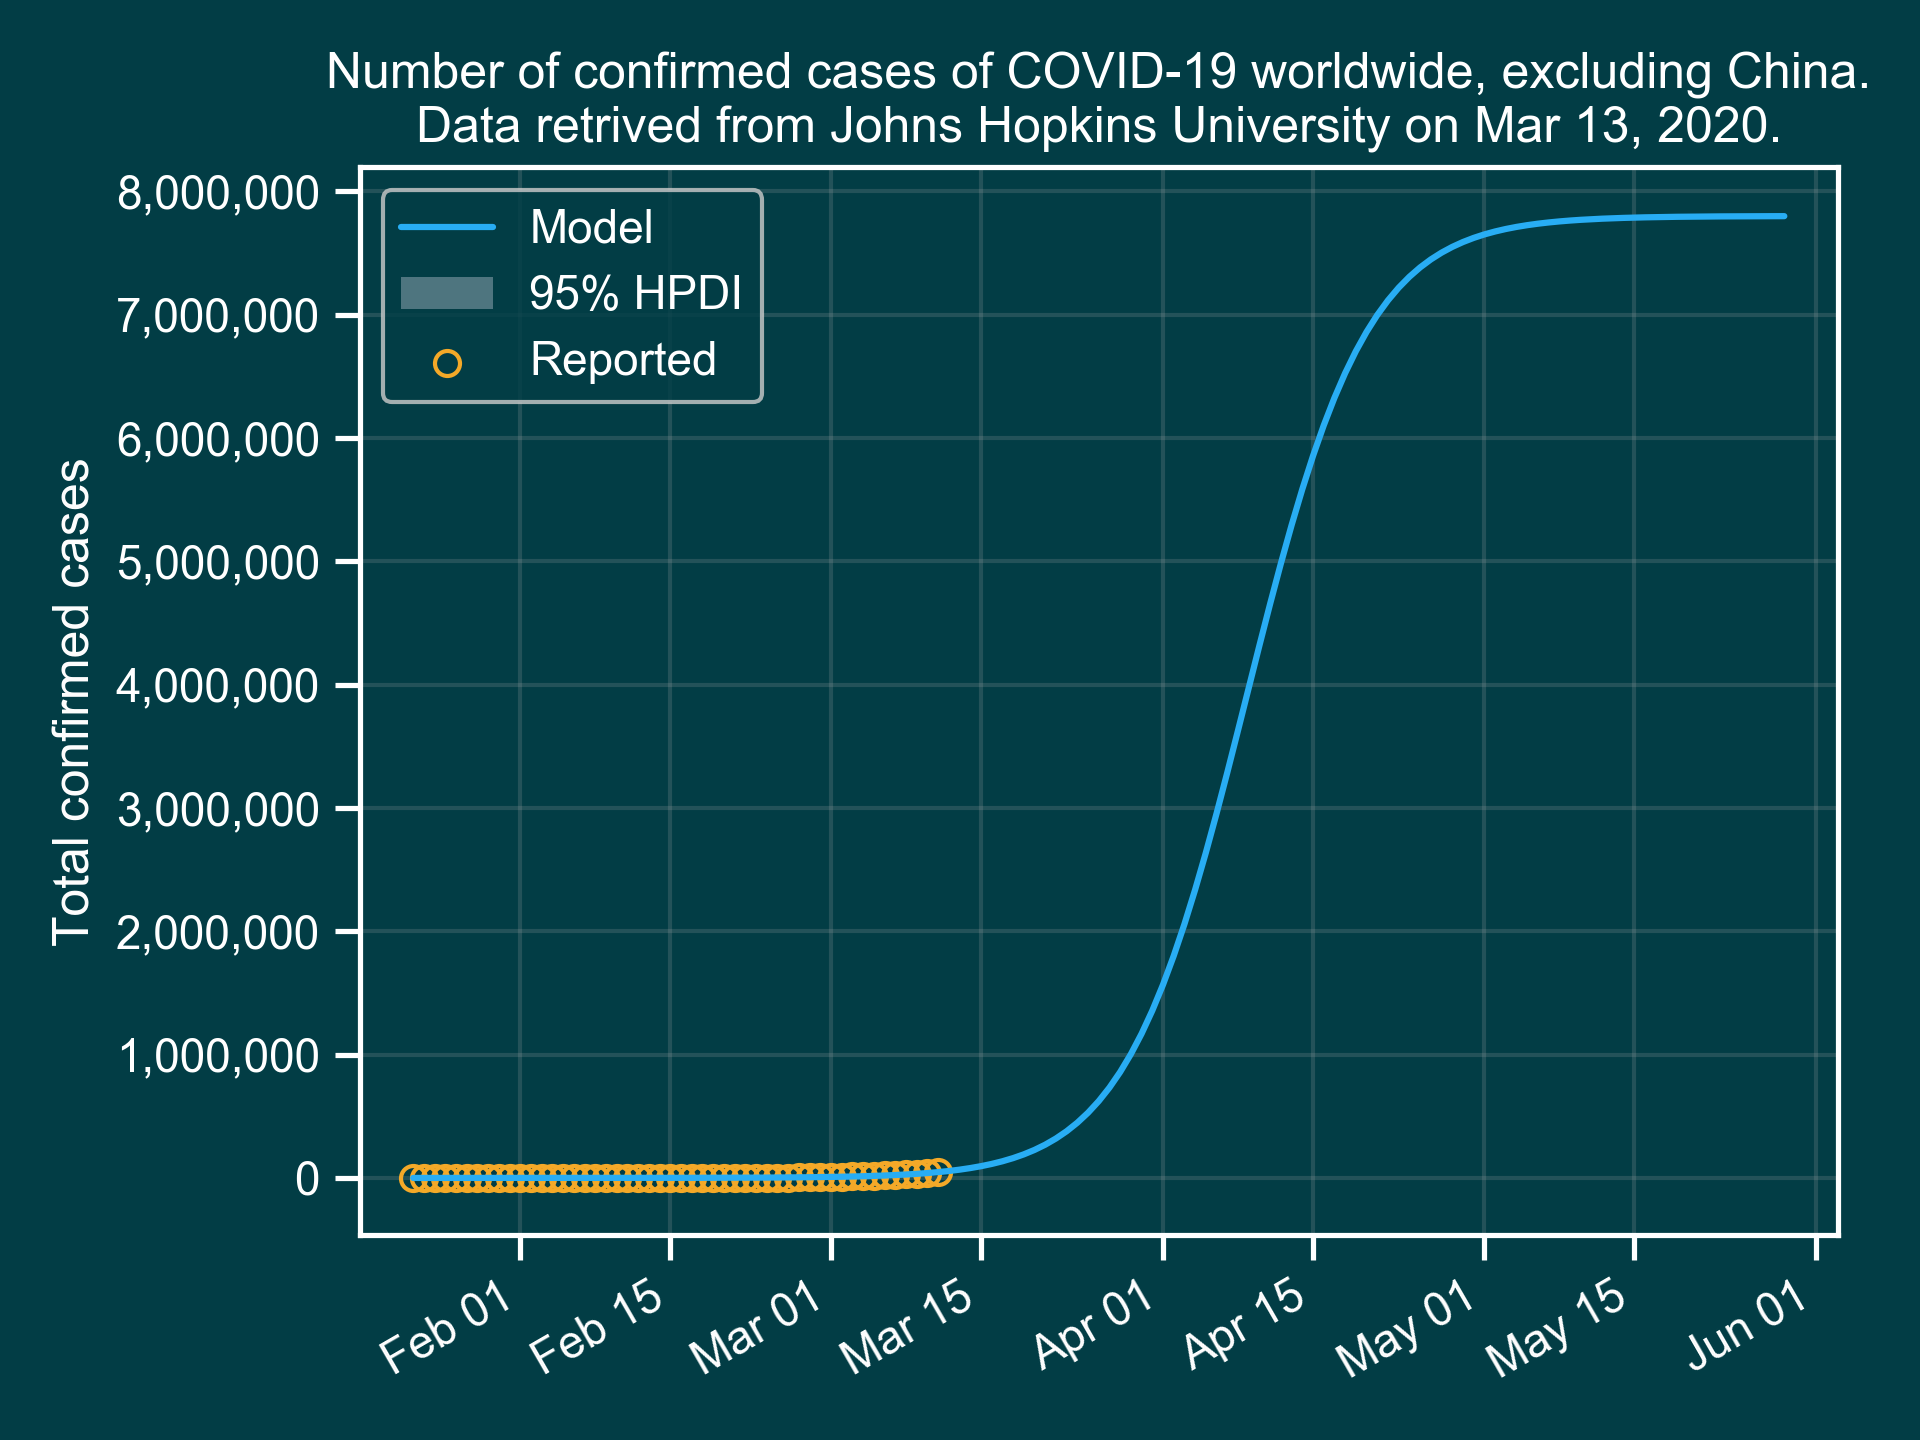 Number of confirmed cases of COVID-19 worldwide, excluding China.
Data retrived from Johns Hopkins University on Mar 13, 2020.
Model
95% HPDI
Reported
Total confirmed cases
8,000,000
7,000,000
6,000,000
5,000,000
4,000,000
3,000,000
2,000,000
1,000,000
0
Feb 01
Feb 15
Mar 01
Mar 15
Apr 01
Apr 15
May 01
May 15
Jun 01